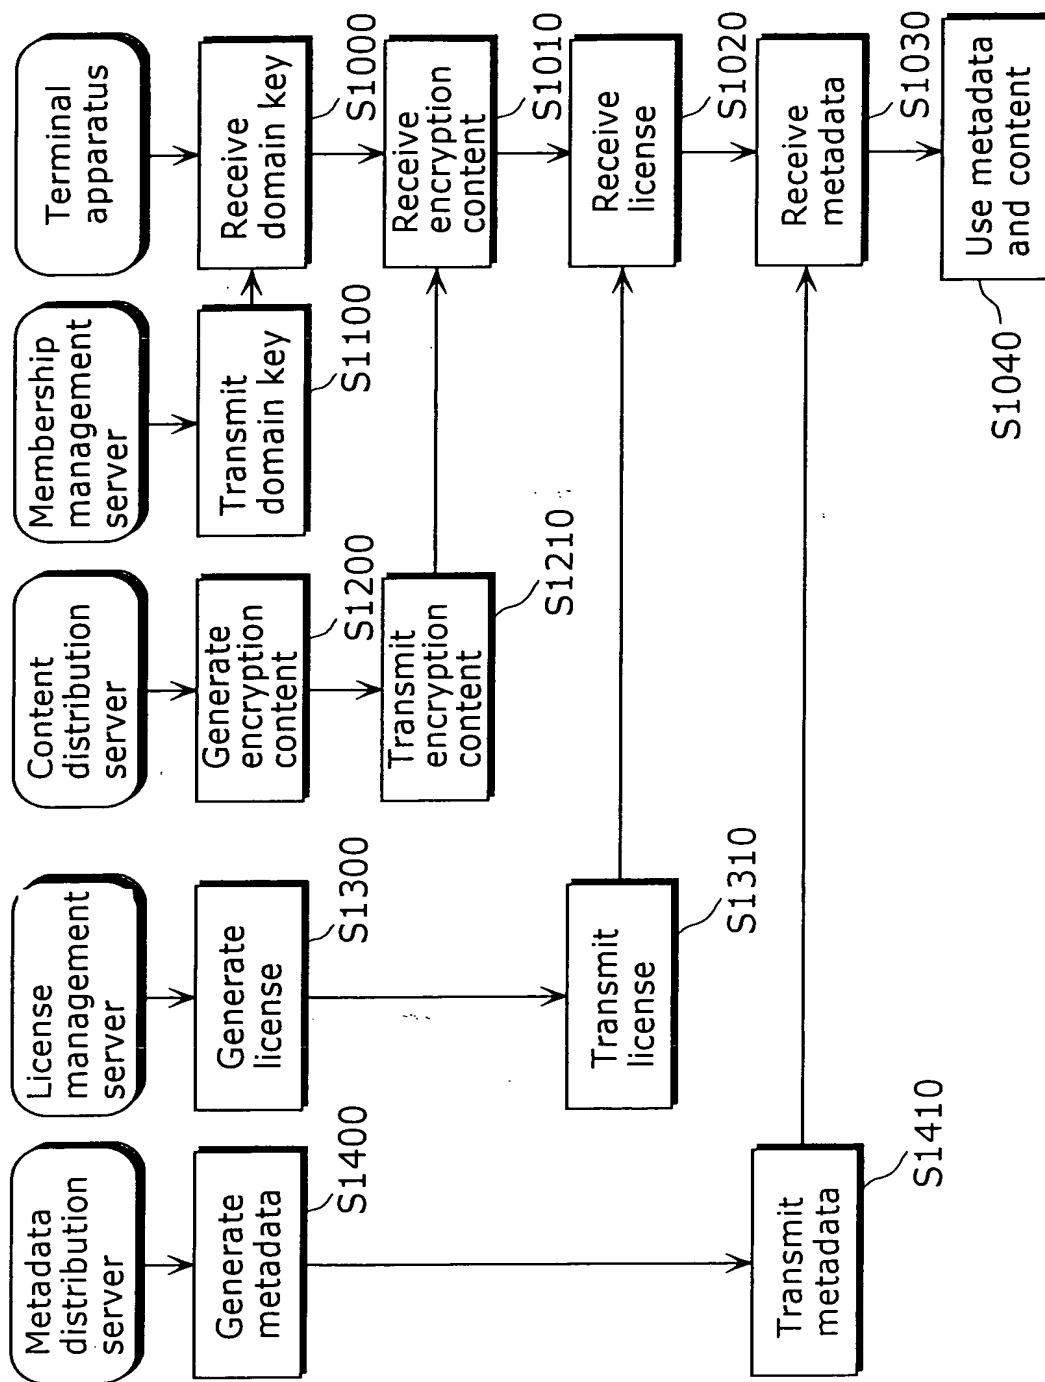 Metadata
distribution
server
License
management
server
Content
distribution
server
Membership
management
server
Terminal
apparatus
Generate
metadata
S1400
Generate
license
S1300
Generate
encryption
content
S1200
Transmit
domain key
S1100
Receive
domain key
S1000
Transmit
encryption
content
S1210
Receive
encryption
content
S1010
Transmit
license
S1310
Receive
license
S1020
Transmit
metadata
S1410
Receive
metadata
S1030
Use metadata
and content
S1040